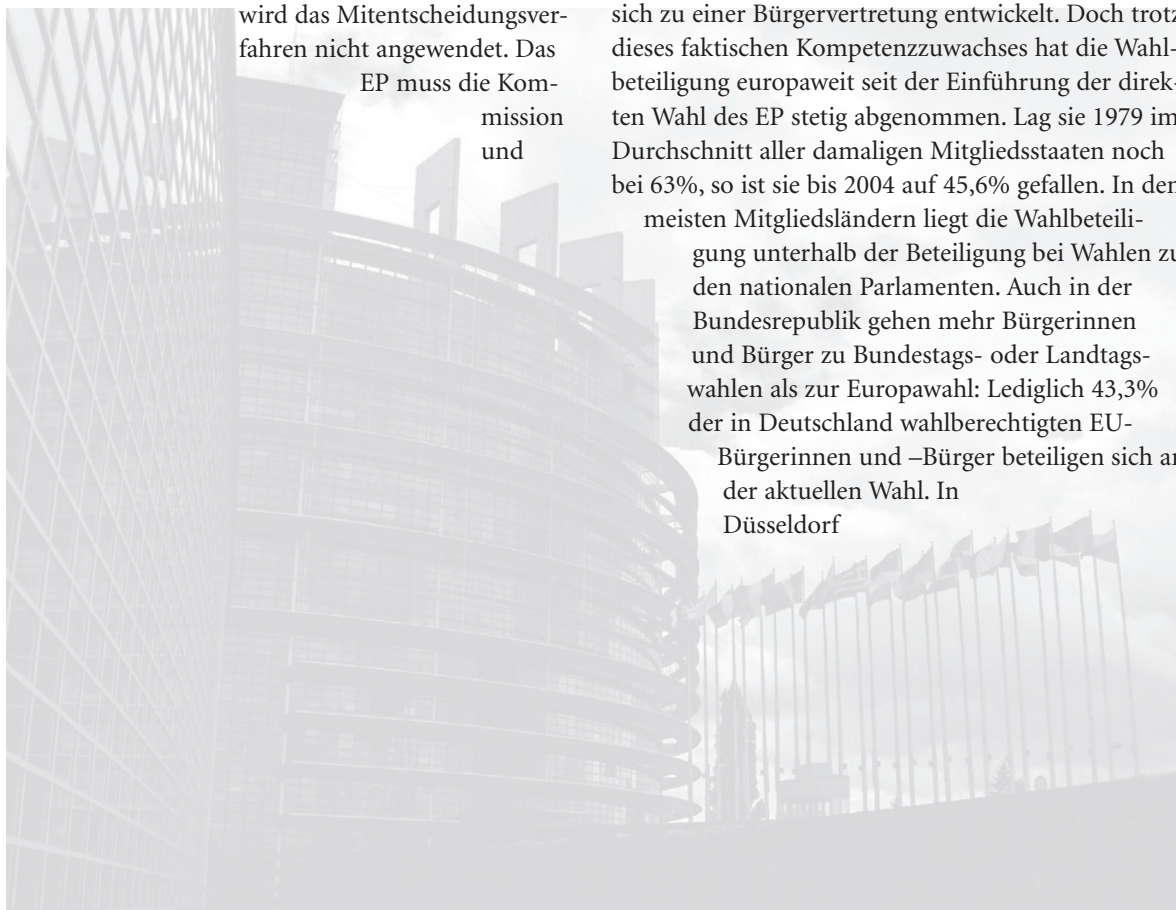 wird das Mitentscheidungsver-
fahren nicht angewendet. Das
EP muss die Kom-
mission
und
sich zu einer Bürgervertretung entwickelt. Doch trotz
dieses faktischen Kompetenzzuwachses hat die Wahl-
beteiligung europaweit seit der Einführung der direk-
ten Wahl des EP stetig abgenommen. Lag sie 1979 im
Durchschnitt aller damaligen Mitgliedsstaaten noch
bei 63%, so ist sie bis 2004 auf 45,6% gefallen. In den
meisten Mitgliedsländern liegt die Wahlbeteili-
gung unterhalb der Beteiligung bei Wahlen zu
den nationalen Parlamenten. Auch in der
Bundesrepublik gehen mehr Bürgerinnen
und Bürger zu Bundestags- oder Landtags-
wahlen als zur Europawahl: Lediglich 43,3%
der in Deutschland wahlberechtigten EU-
Bürgerinnen und –Bürger beteiligen sich an
der aktuellen Wahl. In
Düsseldorf